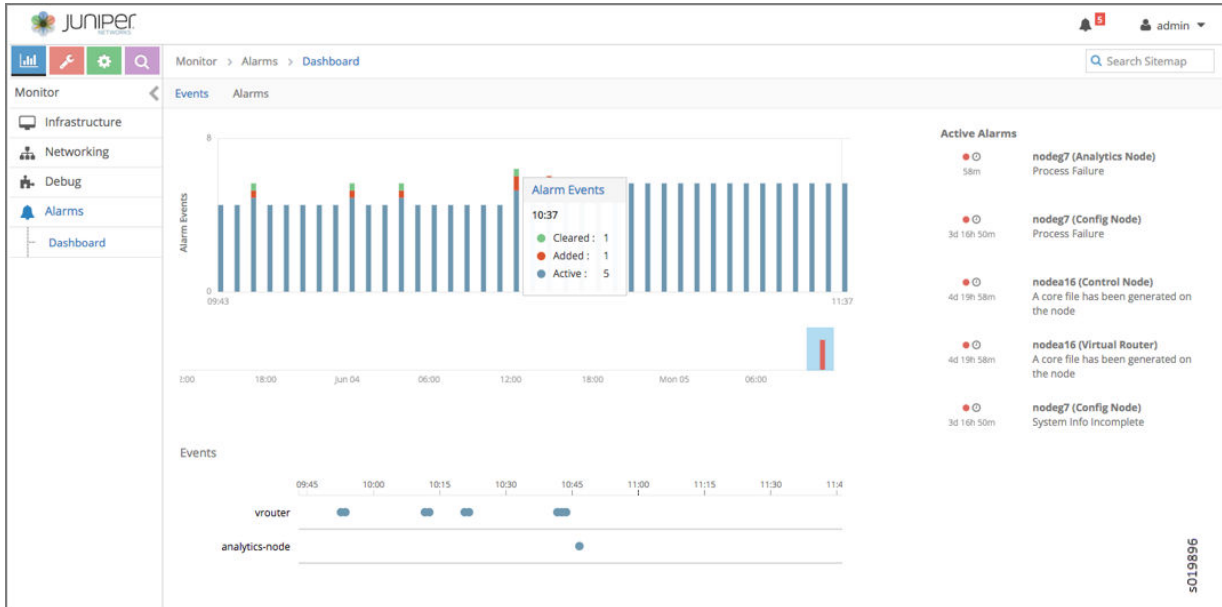 JUNIPER
NETWORKS
5
admin
Monitor > Alarms > Dashboard
Search Sitemap
Monitor
Events Alarms
Infrastructure
Networking
Debug
Alarms
Dashboard
8
Alarm Events
0
09:43
11:37
Alarm Events
10:37
Cleared : 1
Added : 1
Active : 5
18:00 Jun 04 06:00 12:00 18:00 Mon 05 06:00
Active Alarms
nodeg7 (Analytics Node)
58m Process Failure
nodeg7 (Config Node)
3d 16h 50m Process Failure
nodea16 (Control Node)
4d 19h 58m A core file has been generated on
the node
nodea16 (Virtual Router)
4d 19h 58m A core file has been generated on
the node
nodeg7 (Config Node)
3d 16h 50m System Info Incomplete
Events
09:45 10:00 10:15 10:30 10:45 11:00 11:15 11:30 11:4
vrouter
analytics-node
s019896